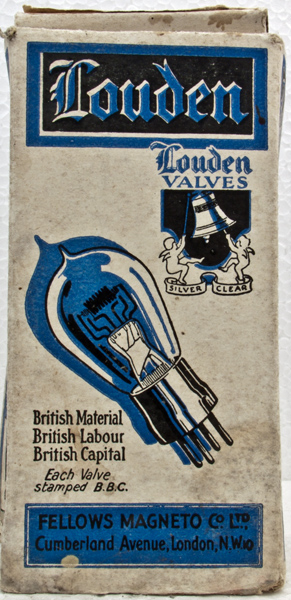 Louden
Louden
VALVES
SILVER CLEAR
British Material
British Labour
British Capital
Each Valve
stamped B.B.C.
FELLOWS MAGNETO Co LTD
Cumberland Avenue, London, N.W.10